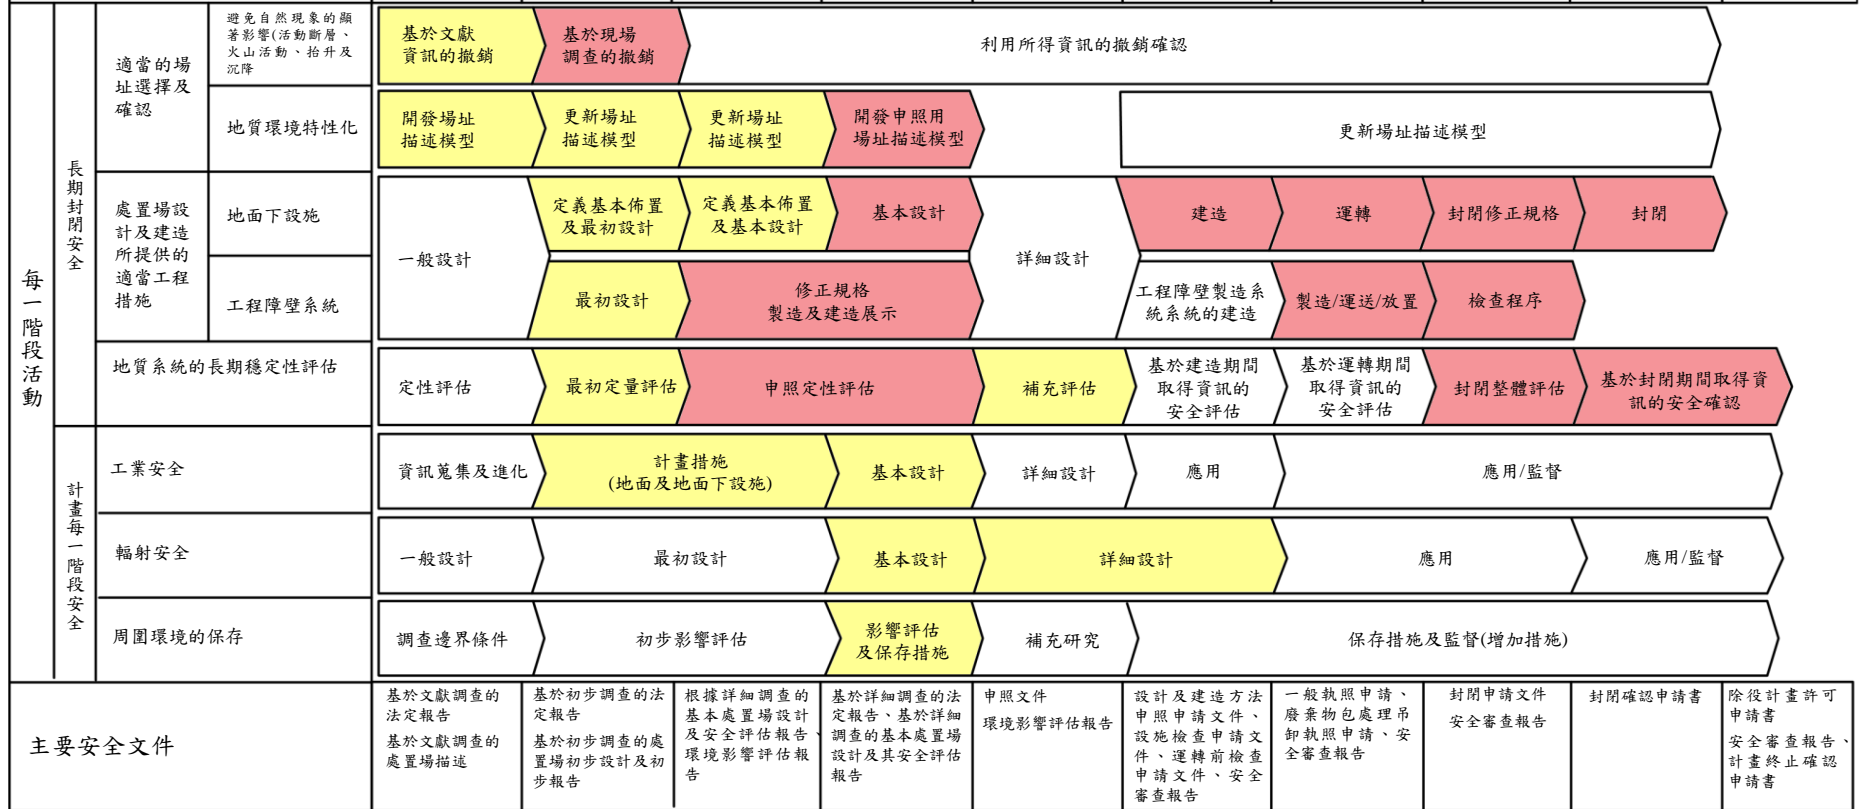 每一階段活動
長期封閉安全
適當的場
址選擇及
確認
避免自然現象的顯
著影響(活動斷層、
火山活動、抬升及
沉降
基於文獻
資訊的撤銷
基於現場
調查的撤銷
利用所得資訊的撤銷確認
地質環境特性化
開發場址
描述模型
更新場址
描述模型
更新場址
描述模型
開發申照用
場址描述模型
更新場址描述模型
處置場設
計及建造
所提供的
適當工程
措施
地面下設施
一般設計
定義基本佈置
及最初設計
定義基本佈置
及基本設計
基本設計
詳細設計
建造
運轉
封閉修正規格
封閉
工程障壁系統
最初設計
修正規格
製造及建造展示
工程障壁製造系
統系統的建造
製造/運送/放置
檢查程序
地質系統的長期穩定性評估
定性評估
最初定量評估
申照定性評估
補充評估
基於建造期間
取得資訊的
安全評估
基於運轉期間
取得資訊的
安全評估
封閉整體評估
基於封閉期間取得資
訊的安全確認
計畫每一階段安全
工業安全
資訊蒐集及進化
計畫措施
(地面及地面下設施)
基本設計
詳細設計
應用
應用/監督
輻射安全
一般設計
最初設計
基本設計
詳細設計
應用
應用/監督
周圍環境的保存
調查邊界條件
初步影響評估
影響評估
及保存措施
補充研究
保存措施及監督(增加措施)
主要安全文件
基於文獻調查的
法定報告
基於文獻調查的
處置場描述
基於初步調查的法
定報告
基於初步調查的處
置場初步設計及初
步報告
根據詳細調查的
基本處置場設計
及安全評估報告、
環境影響評估報
告
基於詳細調查的法
定報告、基於詳細
調查的基本處置場
設計及其安全評估
報告
申照文件
環境影響評估報告
設計及建造方法
申照申請文件、
設施檢查申請文
件、運轉前檢查
申請文件、安全
審查報告
一般執照申請、
廢棄物包處理吊
卸執照申請、安
全審查報告
封閉申請文件
安全審查報告
封閉確認申請書
除役計畫許可
申請書
安全審查報告、
計畫終止確認
申請書